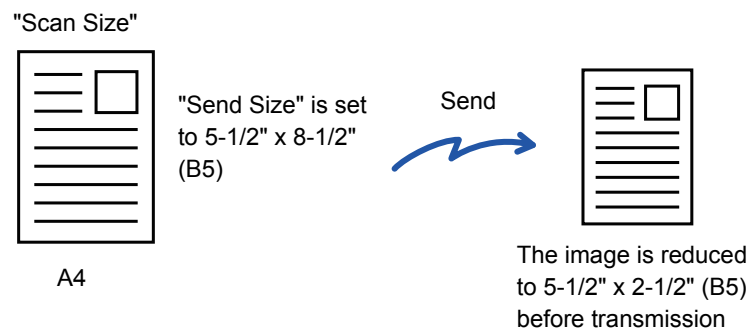 "Scan Size"
A4
"Send Size" is set
to 5-1/2" x 8-1/2"
(B5)
Send
The image is reduced
to 5-1/2" x 2-1/2" (B5)
before transmission